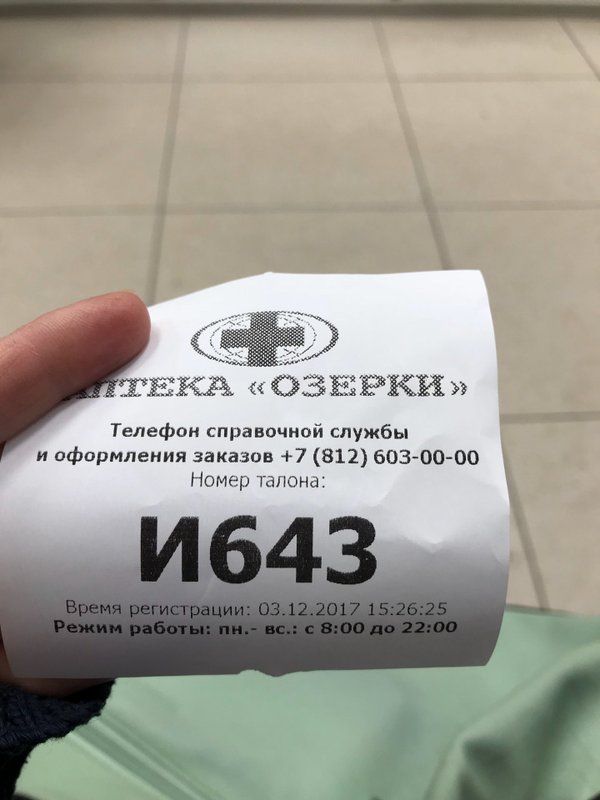 АПТЕКА «ОЗЕРКИ»
Телефон справочной службы
и оформления заказов +7 (812) 603-00-00
Номер талона:
И643
Время регистрации: 03.12.2017 15:26:25
Режим работы: пн.- вс.: с 8:00 до 22:00